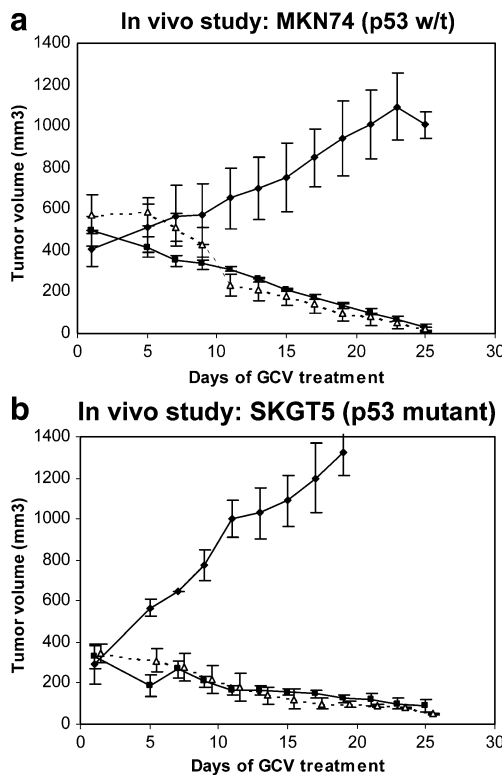 a In vivo study: MKN74 (p53 w/t)
1400
1200
1000
800
600
400
200
0
Tumor volume (mm3)
0 5 10 15 20 25 30
Days of GCV treatment
b In vivo study: SKGT5 (p53 mutant)
1400
1200
1000
800
600
400
200
0
Tumor volume (mm3)
0 5 10 15 20 25 30
Days of GCV treatment